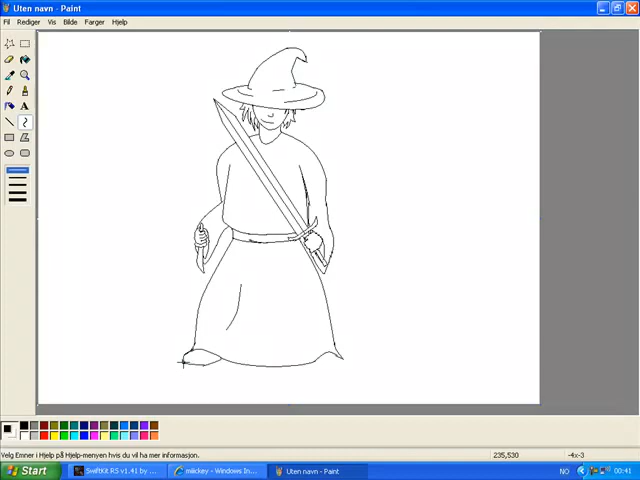 Uten navn - Paint
Fil Rediger Vis Bilde Farger Hjelp
A
Velg Emner i Hjelp på Hjelp-menyen hvis du vil ha mer informasjon.
235,530
-4x-3
Start
SwiftKit RS v1.41 by ...
miickey - Windows In...
Uten navn - Paint
NO
00:41